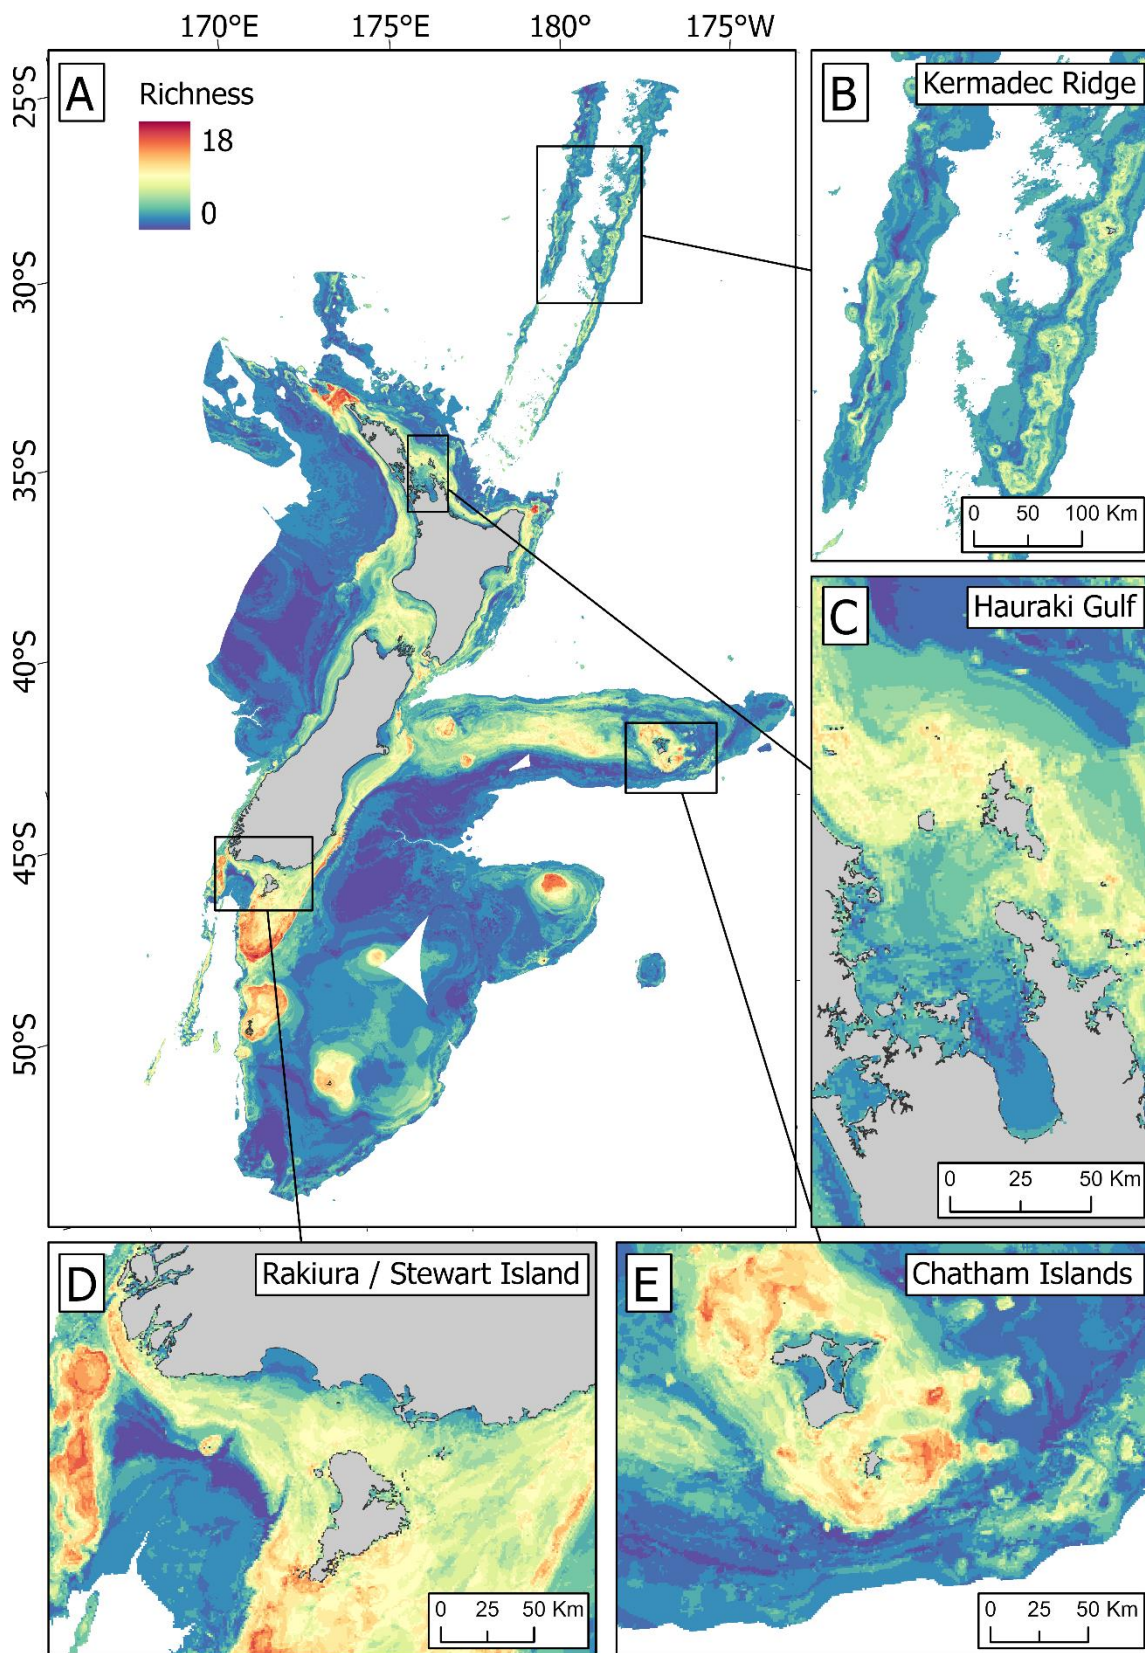 170°E 175°E 180° 175°W
25°S
30°S
35°S
40°S
45°S
50°S
A
Richness
18
0
B
Kermadec Ridge
0 50 100 Km
C
Hauraki Gulf
0 25 50 Km
D
Rakiura / Stewart Island
0 25 50 Km
E
Chatham Islands
0 25 50 Km